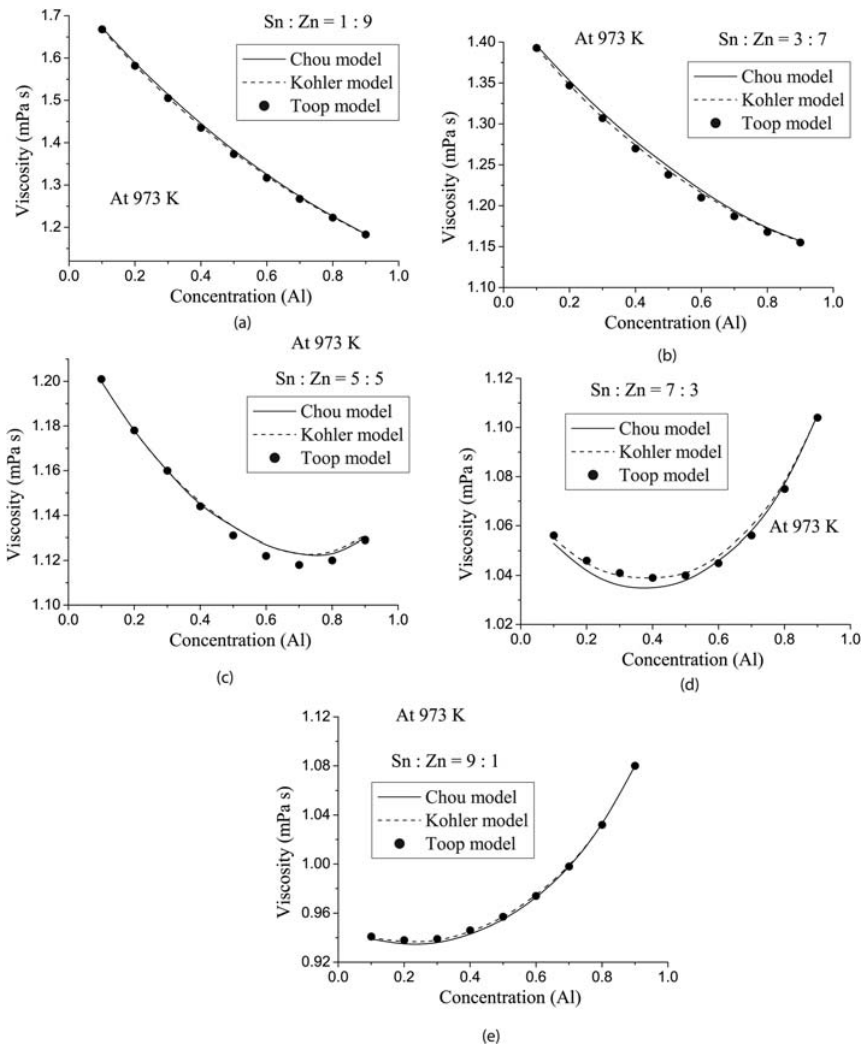 Sn : Zn = 1 : 9
Chou model
Kohler model
Toop model
At 973 K
Viscosity (mPa s)
1.7
1.6
1.5
1.4
1.3
1.2
0.0 0.2 0.4 0.6 0.8 1.0
Concentration (Al)
(a)
At 973 K
Sn : Zn = 3 : 7
Chou model
Kohler model
Toop model
Viscosity (mPa s)
1.40
1.35
1.30
1.25
1.20
1.15
1.10
0.0 0.2 0.4 0.6 0.8 1.0
Concentration (Al)
(b)
At 973 K
Sn : Zn = 5 : 5
Chou model
Kohler model
Toop model
Viscosity (mPa s)
1.20
1.18
1.16
1.14
1.12
1.10
0.0 0.2 0.4 0.6 0.8 1.0
Concentration (Al)
(c)
Sn : Zn = 7 : 3
Chou model
Kohler model
Toop model
At 973 K
Viscosity (mPa s)
1.12
1.10
1.08
1.06
1.04
1.02
0.0 0.2 0.4 0.6 0.8 1.0
Concentration (Al)
(d)
At 973 K
Sn : Zn = 9 : 1
Chou model
Kohler model
Toop model
Viscosity (mPa s)
1.12
1.08
1.04
1.00
0.96
0.92
0.0 0.2 0.4 0.6 0.8 1.0
Concentration (Al)
(e)